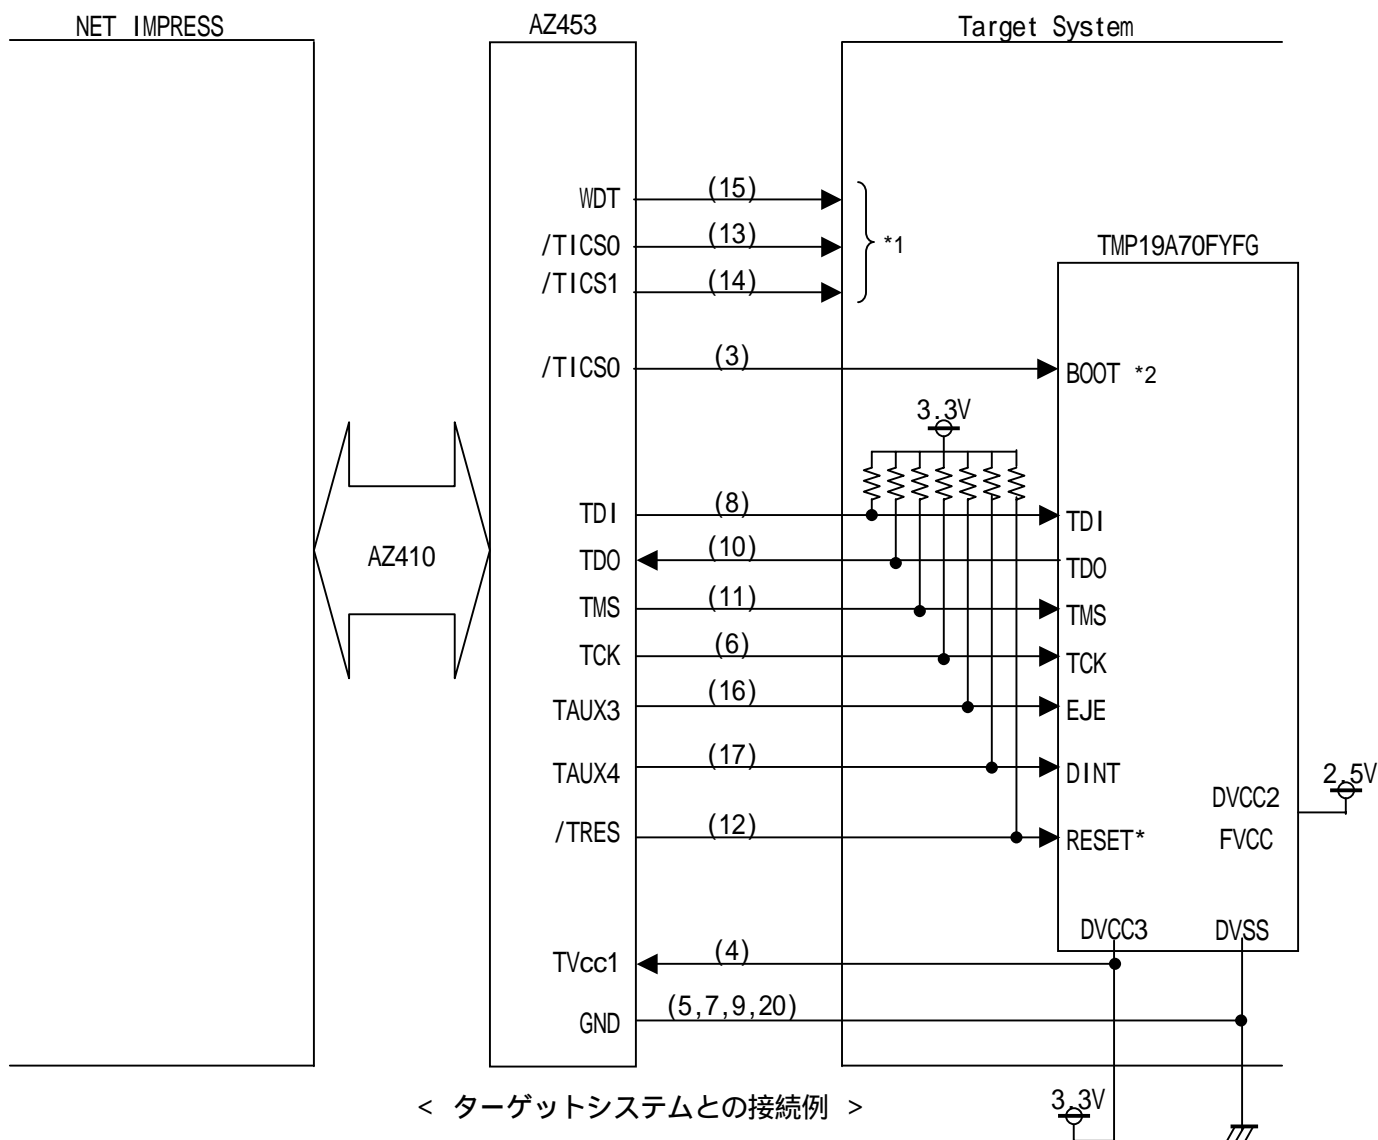 NET IMPRESS
AZ453
Target System
WDT
(15)
/TICS0
(13)
*1
/TICS1
(14)
TMP19A70FYFG
/TICS0
(3)
BOOT *2
3.3V
AZ410
TDI
(8)
TDI
TDO
(10)
TDO
TMS
(11)
TMS
TCK
(6)
TCK
TAUX3
(16)
EJE
TAUX4
(17)
DINT
2.5V
DVCC2
/TRES
(12)
RESET*
FVCC
DVCC3
DVSS
TVcc1
(4)
GND
(5,7,9,20)
< ターゲットシステムとの接続例 >
3.3V